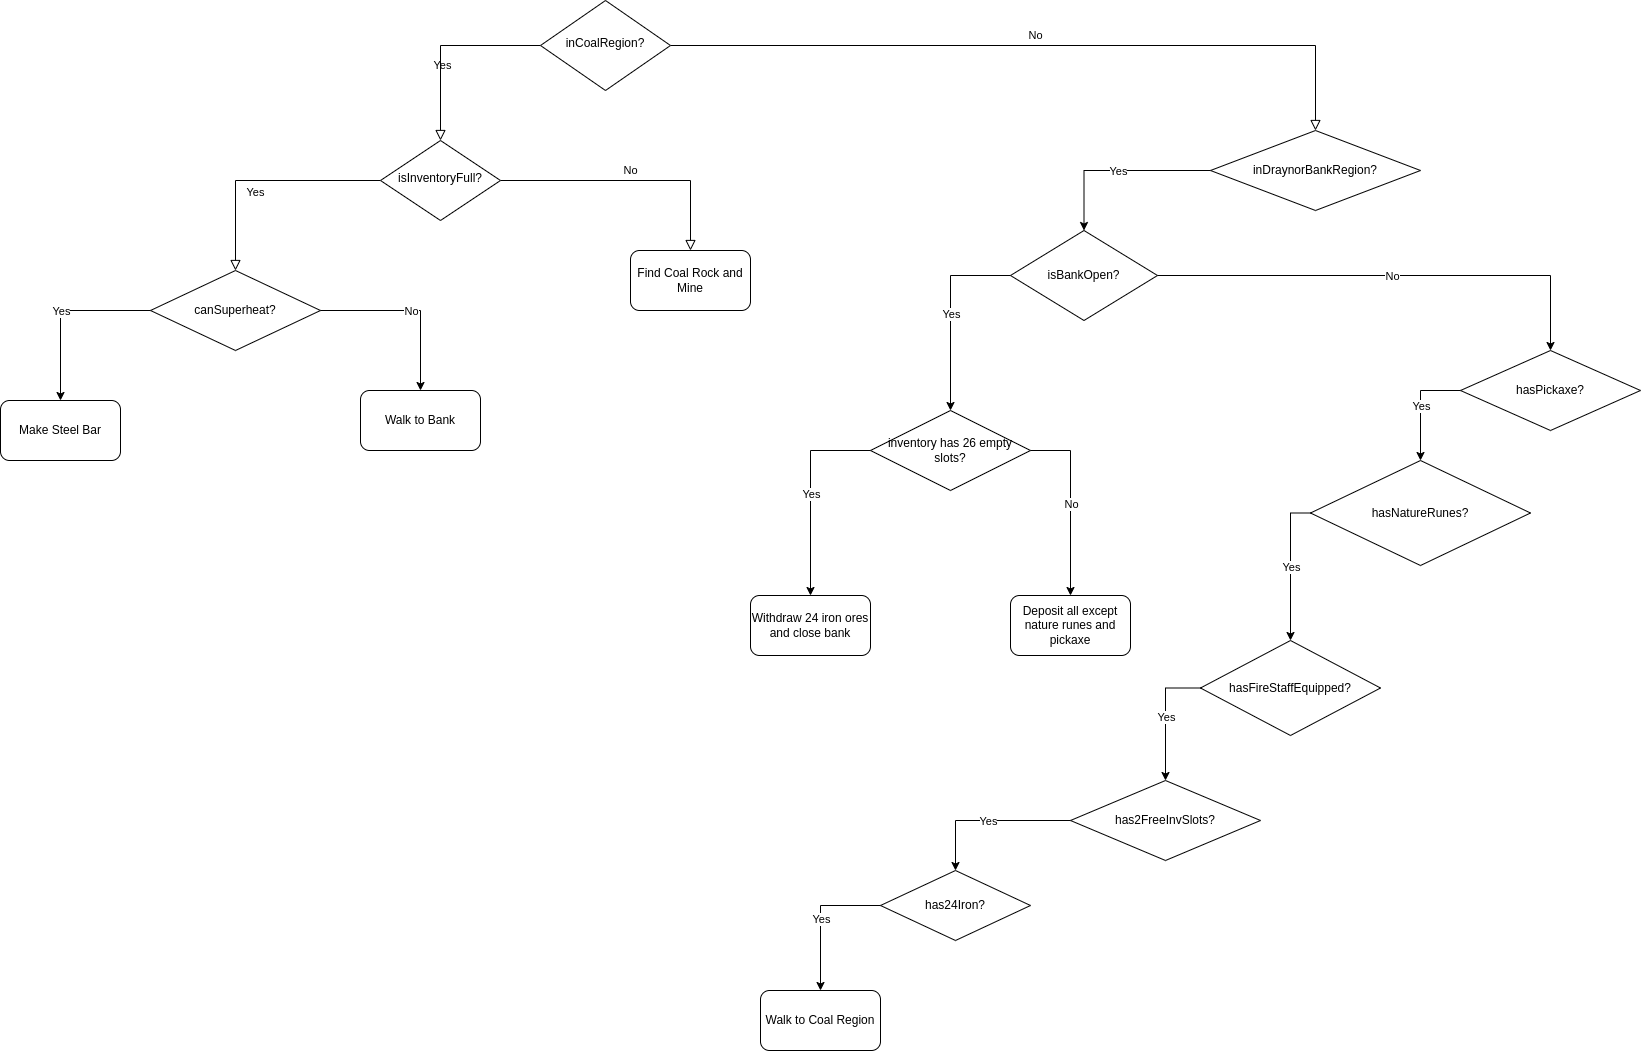 inCoalRegion?
No
Yes
inDraynorBankRegion?
Yes
isInventoryFull?
No
Yes
isBankOpen?
No
Yes
Find Coal Rock and
Mine
canSuperheat?
Yes
No
hasPickaxe?
Yes
Make Steel Bar
Walk to Bank
inventory has 26 empty
slots?
Yes
No
hasNatureRunes?
Yes
Withdraw 24 iron ores
and close bank
Deposit all except
nature runes and
pickaxe
hasFireStaffEquipped?
Yes
has2FreeInvSlots?
Yes
has24Iron?
Yes
Walk to Coal Region